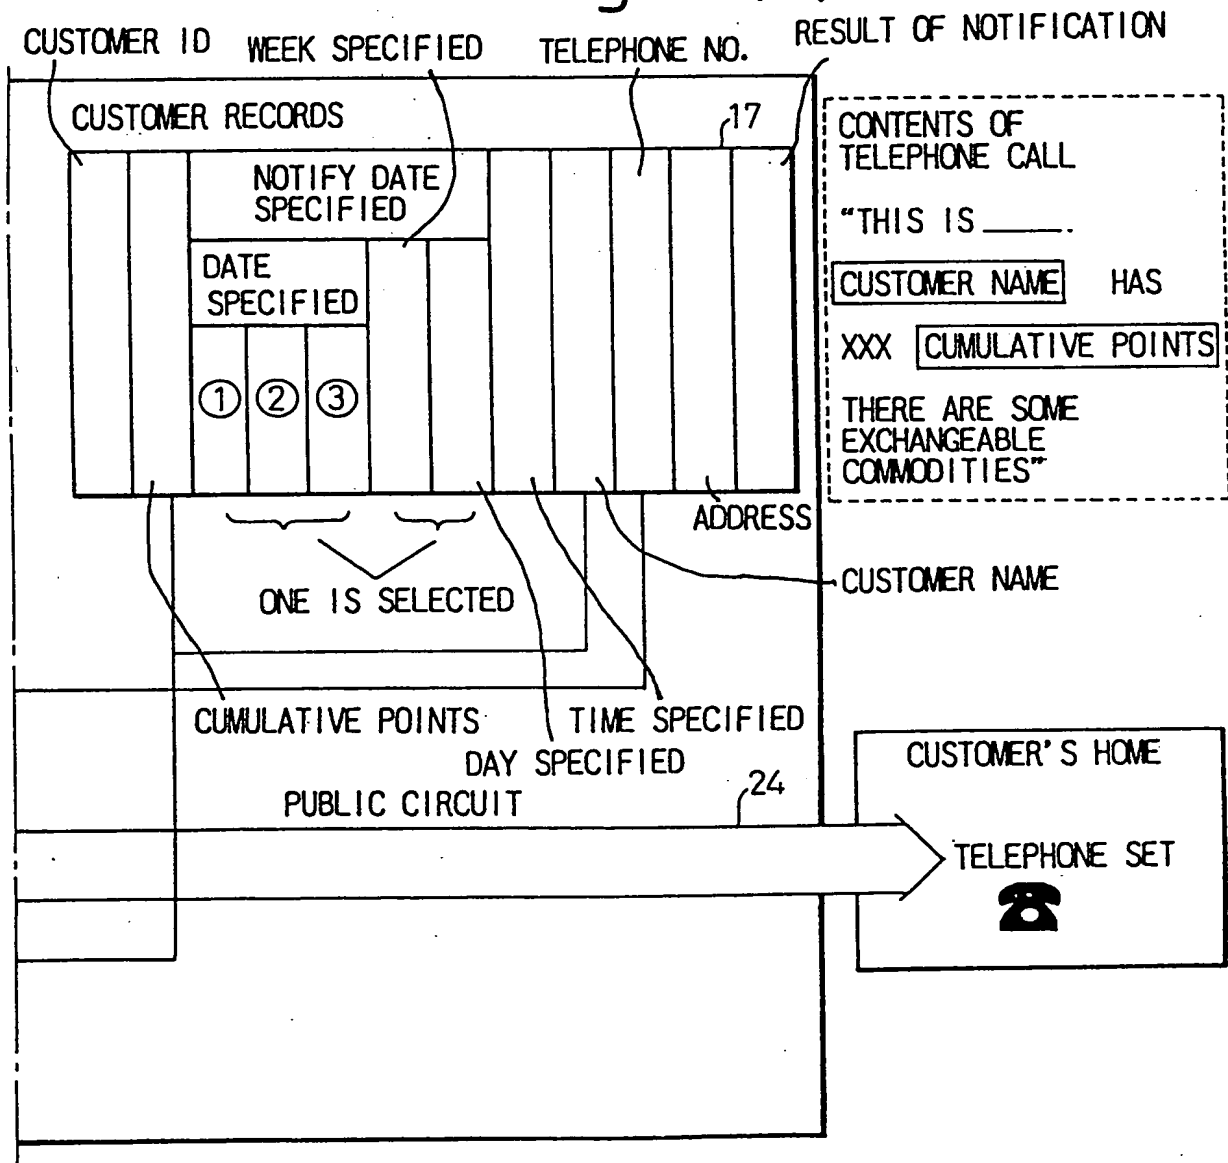 CUSTOMER ID
WEEK SPECIFIED
TELEPHONE NO.
RESULT OF NOTIFICATION
CUSTOMER RECORDS
17
NOTIFY DATE
SPECIFIED
DATE
SPECIFIED
① ② ③
CONTENTS OF
TELEPHONE CALL
"THIS IS ____.
CUSTOMER NAME HAS
XXX CUMULATIVE POINTS
THERE ARE SOME
EXCHANGEABLE
COMMODITIES"
ADDRESS
CUSTOMER NAME
ONE IS SELECTED
CUMULATIVE POINTS
TIME SPECIFIED
DAY SPECIFIED
PUBLIC CIRCUIT
24
CUSTOMER'S HOME
TELEPHONE SET